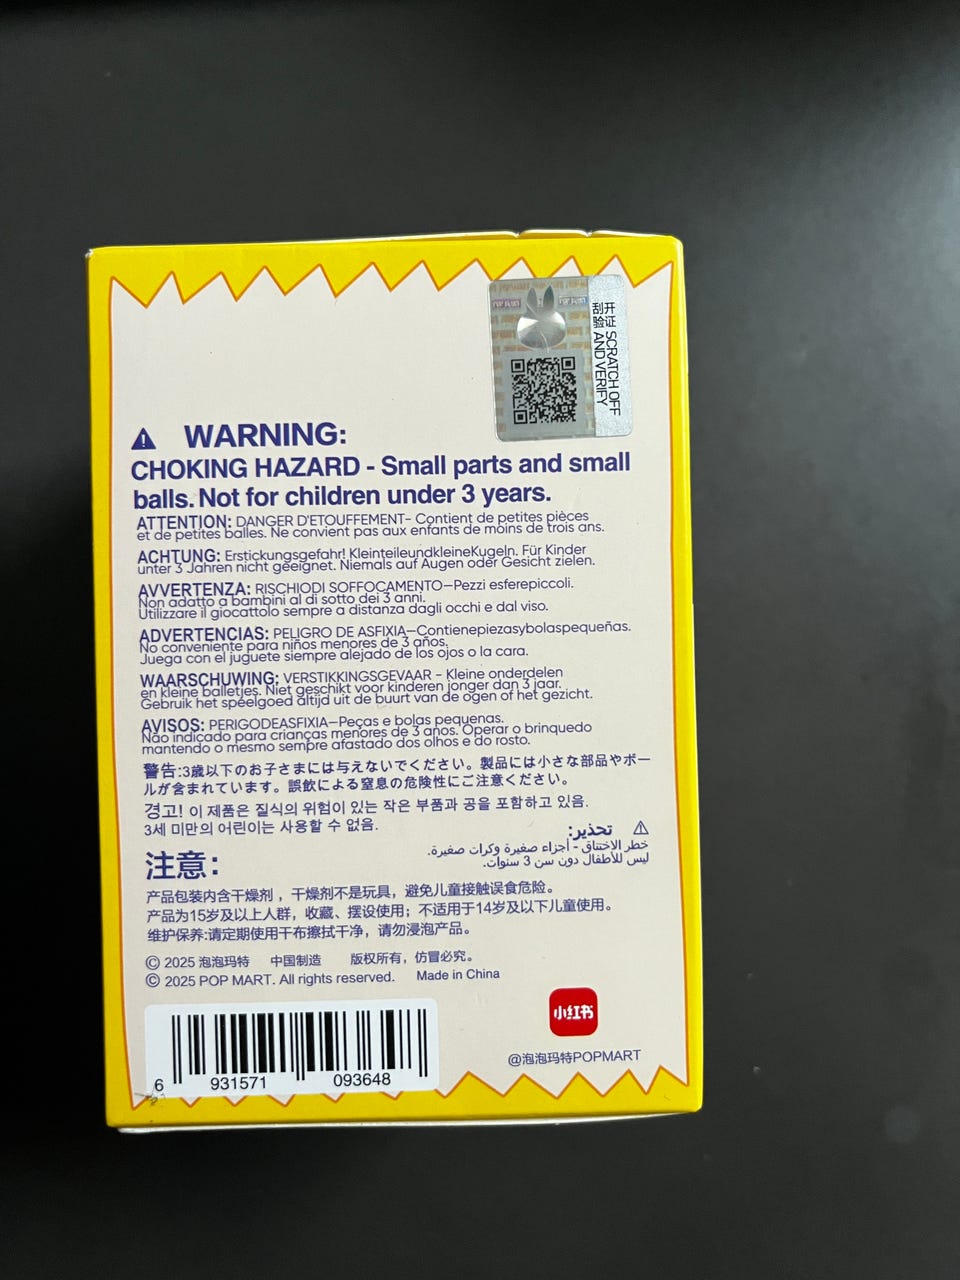 POP MART
POP MART
开启 刮验 SCRATCH OFF
AND VERIFY
WARNING:
CHOKING HAZARD - Small parts and small
balls. Not for children under 3 years.
ATTENTION: DANGER D'ETOUFFEMENT- Contient de petites pièces
et de petites balles. Ne convient pas aux enfants de moins de trois ans.
ACHTUNG: Erstickungsgefahr! KleinteileundkleineKugeln. Für Kinder
unter 3 Jahren nicht geeignet. Niemals auf Augen oder Gesicht zielen.
AVVERTENZA: RISCHIODI SOFFOCAMENTO—Pezzi esferepiccoli.
Non adatto a bambini al di sotto dei 3 anni.
Utilizzare il giocattolo sempre a distanza dagli occhi e dal viso.
ADVERTENCIAS: PELIGRO DE ASFIXIA—Contienepiezasybolaspequeñas.
No conveniente para niños menores de 3 años.
Juega con el juguete siempre alejado de los ojos o la cara.
WAARSCHUWING: VERSTIKKINGSGEVAAR - Kleine onderdelen
en kleine balletjes. Niet geschikt voor kinderen jonger dan 3 jaar.
Gebruik het speelgoed altijd uit de buurt van de ogen of het gezicht.
AVISOS: PERIGODEASFIXIA—Peças e bolas pequenas.
Não indicado para crianças menores de 3 anos. Operar o brinquedo
mantendo o mesmo sempre afastado dos olhos e do rosto.
警告:3歳以下のお子さまには与えないでください。製品には小さな部品やボー
ルが含まれています。誤飲による窒息の危険性にご注意ください。
경고! 이 제품은 질식의 위험이 있는 작은 부품과 공을 포함하고 있음.
3세 미만의 어린이는 사용할 수 없음.
تحذير:
خطر الاختناق - أجزاء صغيرة وكرات صغيرة.
ليس للأطفال دون سن 3 سنوات.
注意:
产品包装内含干燥剂，干燥剂不是玩具，避免儿童接触误食危险。
产品为15岁及以上人群，收藏、摆设使用；不适用于14岁及以下儿童使用。
维护保养:请定期使用干布擦拭干净，请勿浸泡产品。
© 2025 泡泡玛特 中国制造 版权所有，仿冒必究。
© 2025 POP MART. All rights reserved. Made in China
小红书
@泡泡玛特POPMART
6 931571 093648